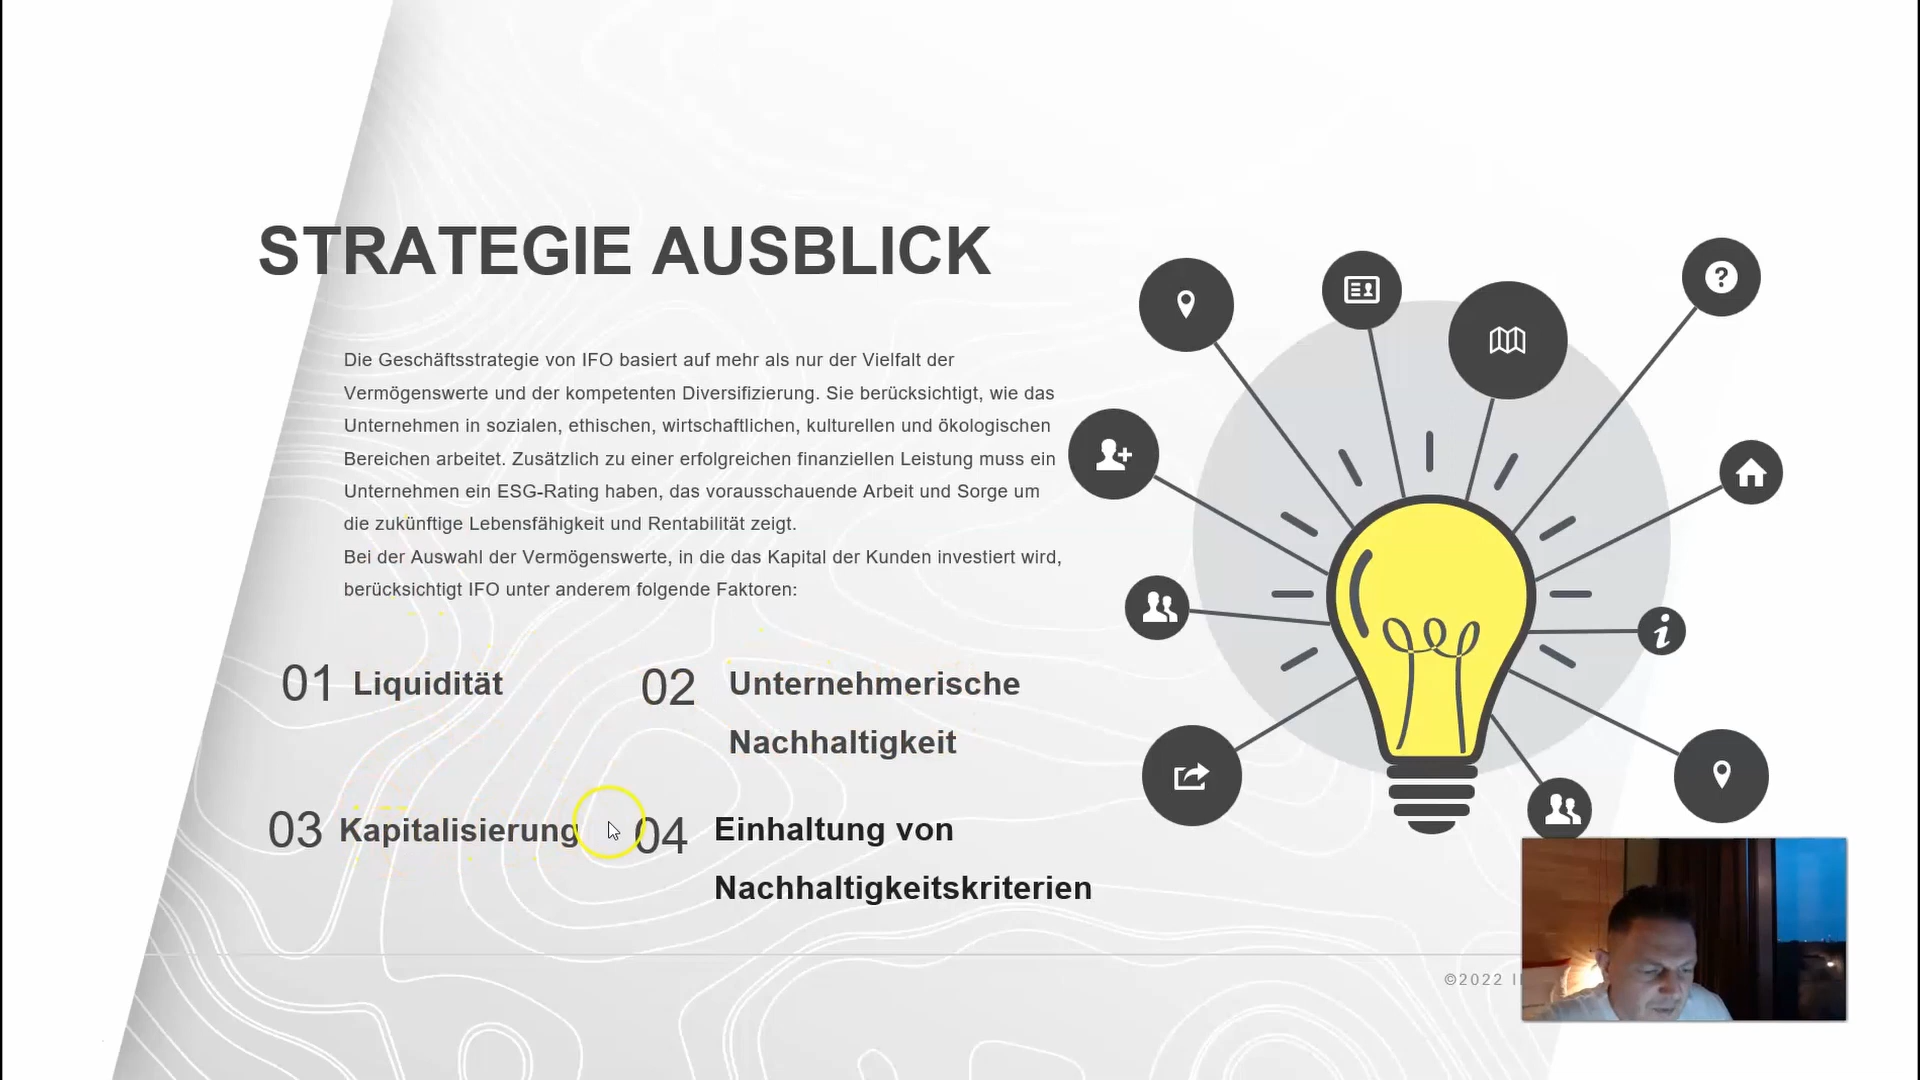 STRATEGIE AUSBLICK
Die Geschäftsstrategie von IFO basiert auf mehr als nur der Vielfalt der
Vermögenswerte und der kompetenten Diversifizierung. Sie berücksichtigt, wie das
Unternehmen in sozialen, ethischen, wirtschaftlichen, kulturellen und ökologischen
Bereichen arbeitet. Zusätzlich zu einer erfolgreichen finanziellen Leistung muss ein
Unternehmen ein ESG-Rating haben, das vorausschauende Arbeit und Sorge um
die zukünftige Lebensfähigkeit und Rentabilität zeigt.
Bei der Auswahl der Vermögenswerte, in die das Kapital der Kunden investiert wird,
berücksichtigt IFO unter anderem folgende Faktoren:
01 Liquidität
02 Unternehmerische
Nachhaltigkeit
03 Kapitalisierung
04 Einhaltung von
Nachhaltigkeitskriterien
©2022